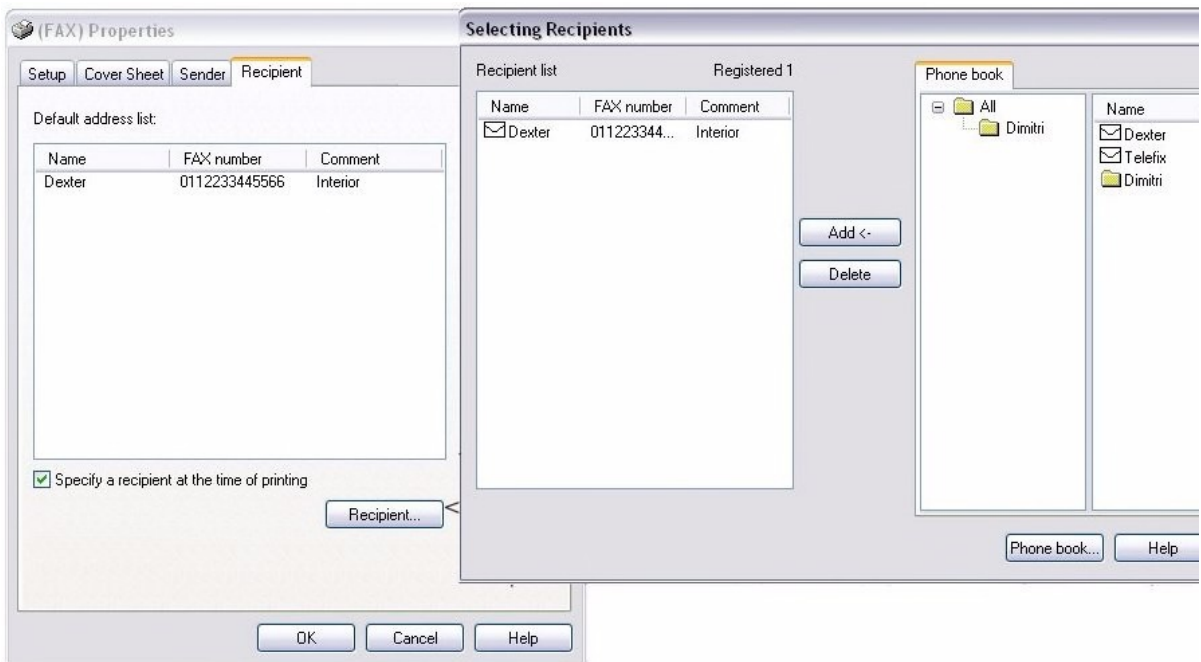 (FAX) Properties
Setup Cover Sheet Sender Recipient
Default address list:
Name FAX number Comment
Dexter 0112233445566 Interior
Specify a recipient at the time of printing
Recipient...
<
OK Cancel Help
Selecting Recipients
Recipient list Registered 1
Name FAX number Comment
Dexter 011223344... Interior
Add <-
Delete
Phone book
All
Dimitri
Name
Dexter
Telefix
Dimitri
Phone book... Help